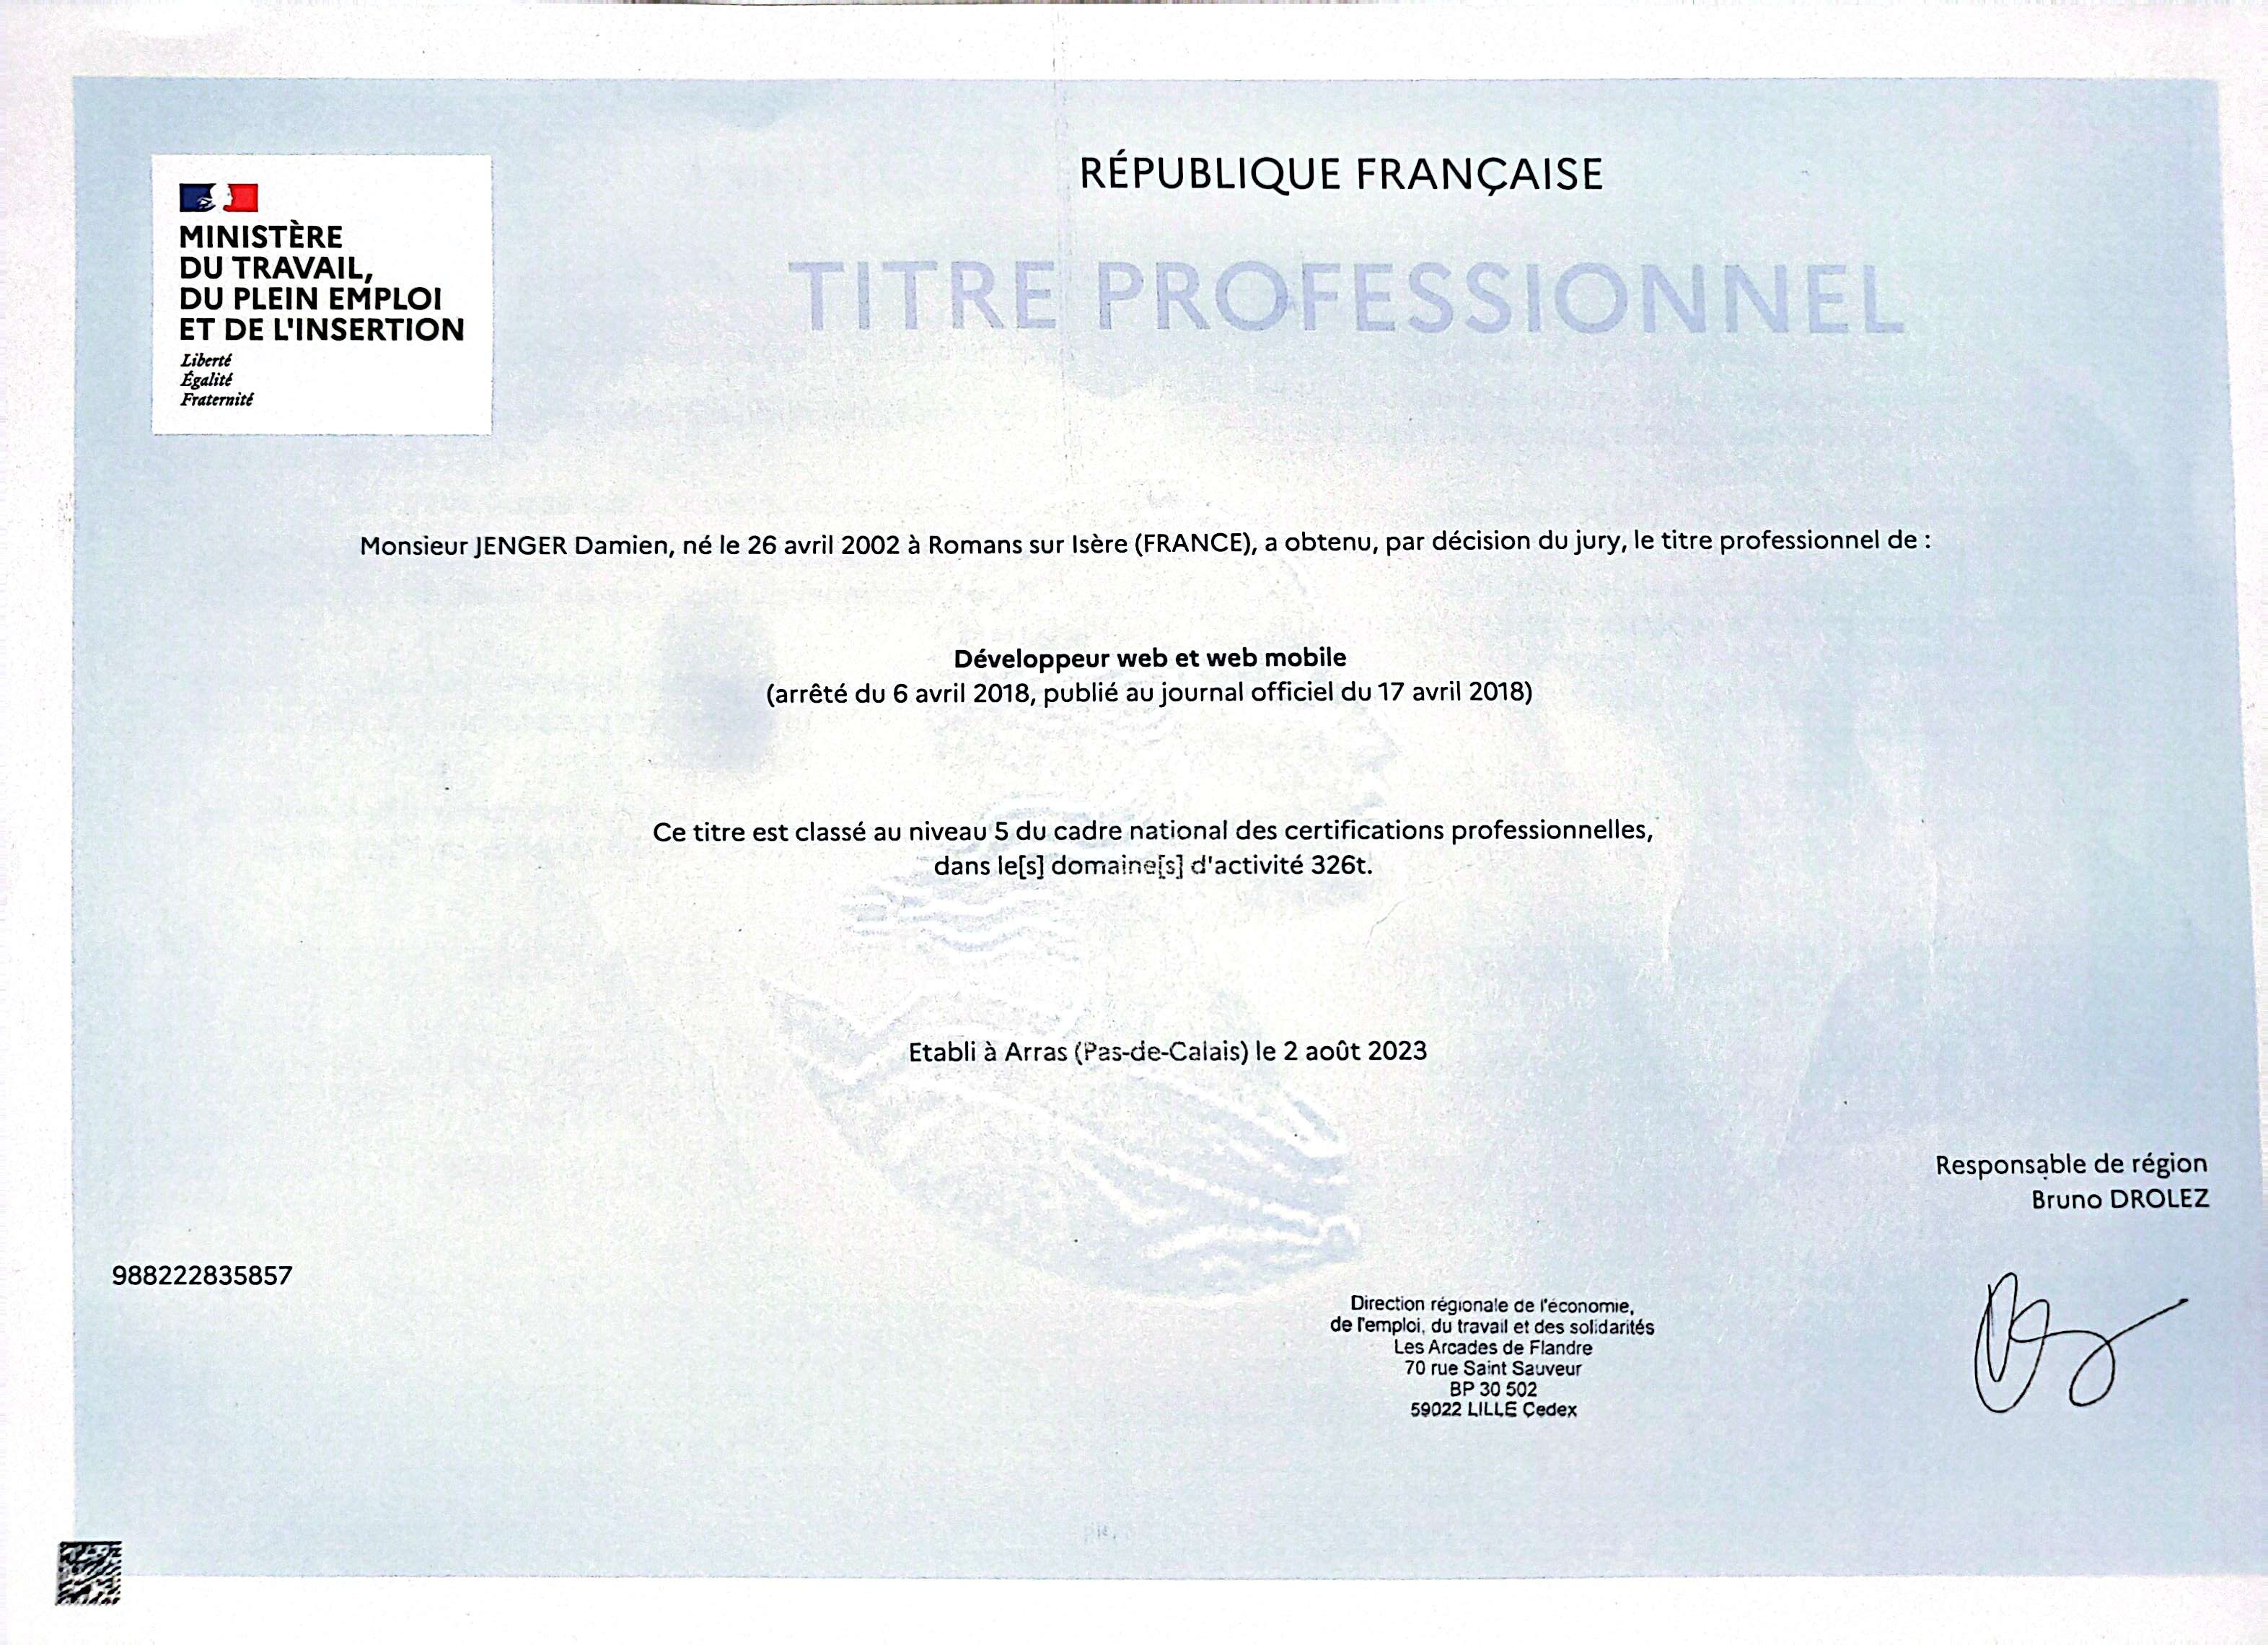 RÉPUBLIQUE FRANÇAISE
TITRE PROFESSIONNEL
MINISTÈRE
DU TRAVAIL,
DU PLEIN EMPLOI
ET DE L'INSERTION
Liberté
Égalité
Fraternité
Monsieur JENGER Damien, né le 26 avril 2002 à Romans sur Isère (FRANCE), a obtenu, par décision du jury, le titre professionnel de :
Développeur web et web mobile
(arrêté du 6 avril 2018, publié au journal officiel du 17 avril 2018)
Ce titre est classé au niveau 5 du cadre national des certifications professionnelles,
dans le[s] domaine[s] d'activité 326t.
Etabli à Arras (Pas-de-Calais) le 2 août 2023
Responsable de région
Bruno DROLEZ
988222835857
Direction régionale de l'économie,
de l'emploi, du travail et des solidarités
Les Arcades de Flandre
70 rue Saint Sauveur
BP 30 502
59022 LILLE Cedex